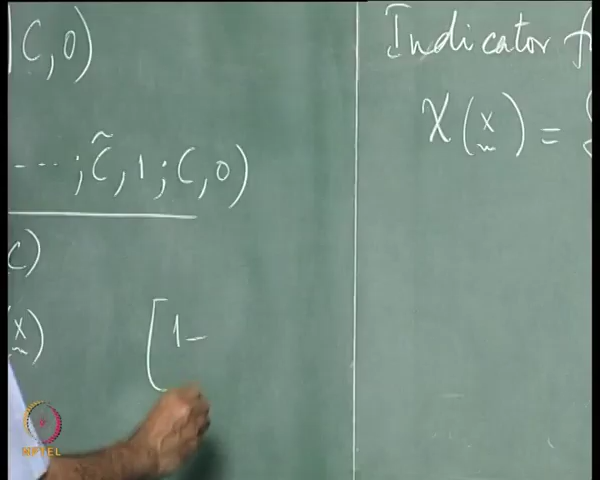 C, 0)
···; C̃, 1; C, 0)
C)
x)
[1-
Indicator f
χ(x) =
NPTEL